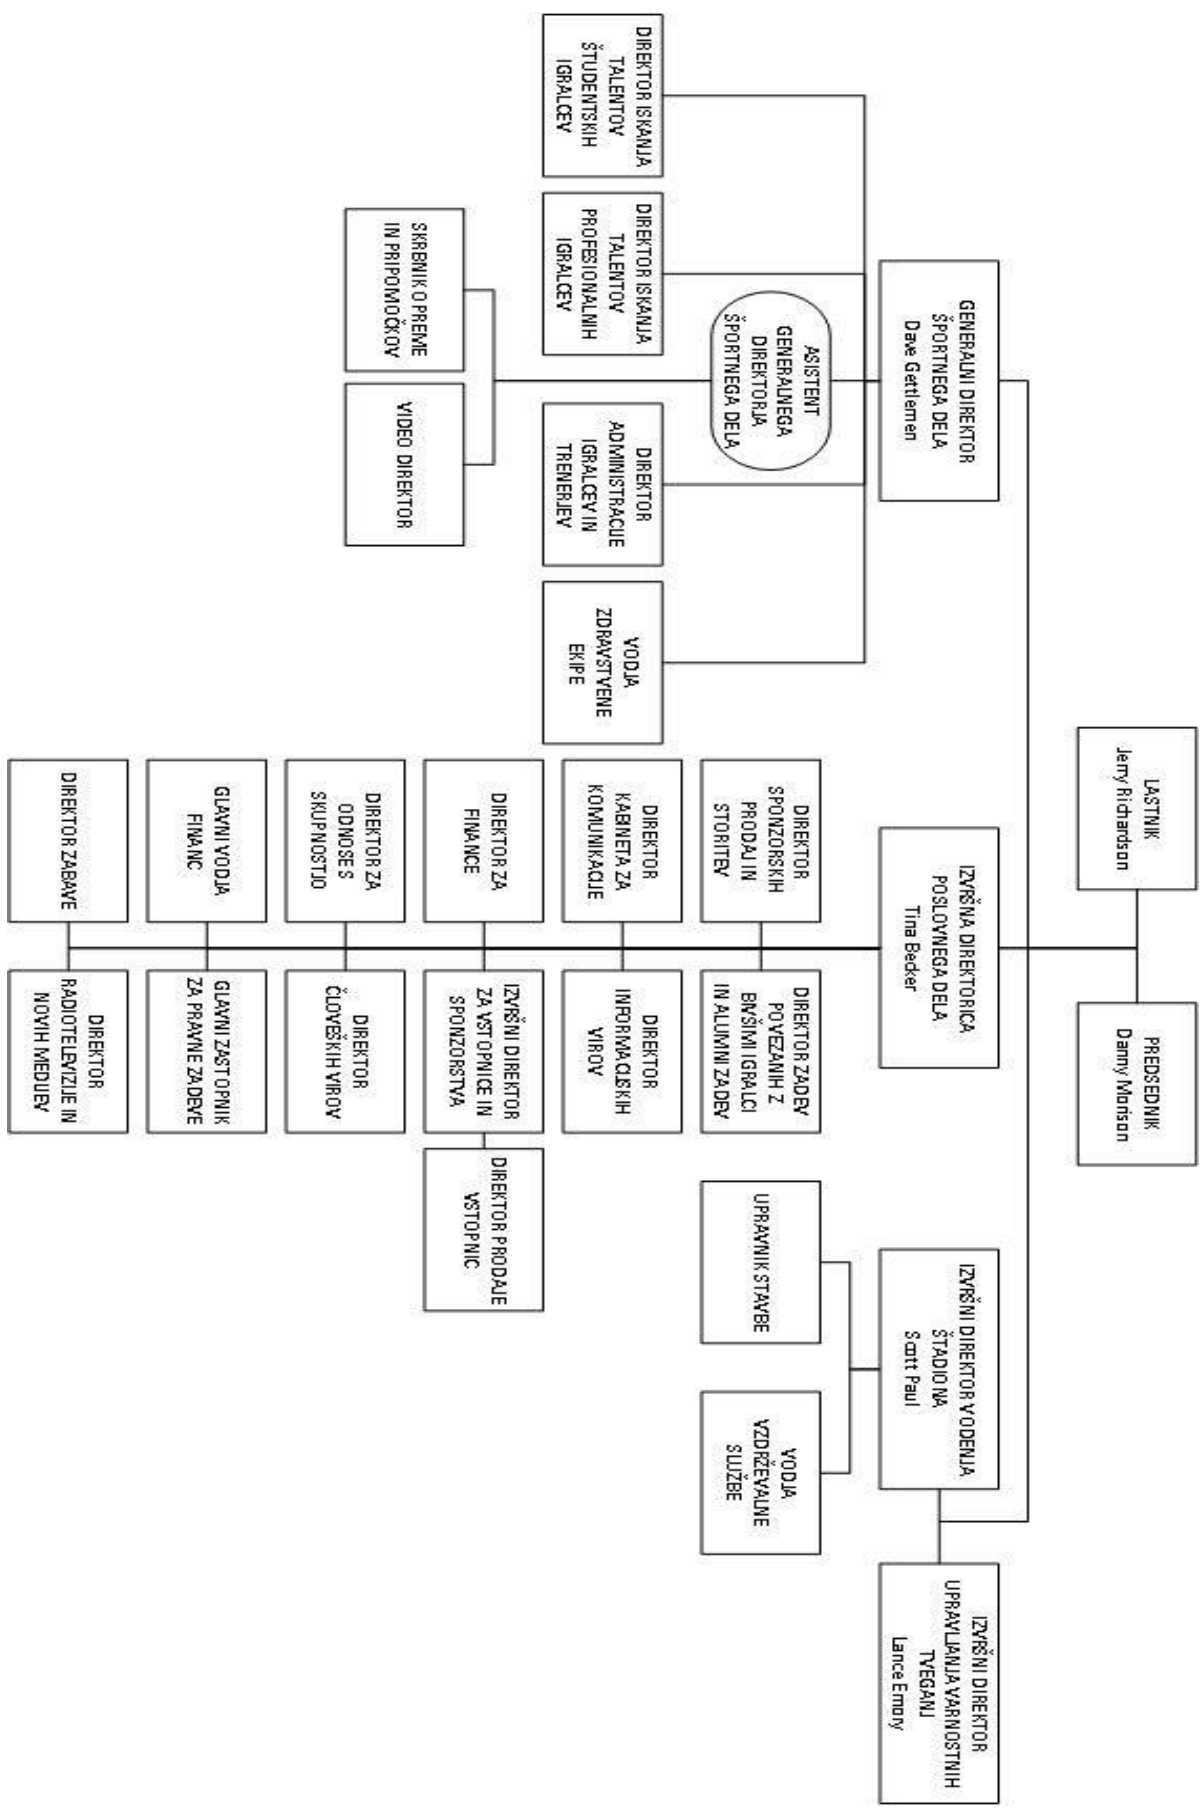 LASTNIK
Jerry Richardson
PREDSEDNIK
Danny Morison
GENERALNI DIREKTOR
ŠPORTNEGA DELA
Dave Gettlemen
IZVRŠNA DIREKTORICA
POSLOVNEGA DELA
Tina Becker
IZVRŠNI DIREKTOR VODENJA
ŠTADIONA
Scott Paul
IZVRŠNI DIREKTOR
UPRAVLJANJA VARNOSTNIH
TVEGANJ
Lance Emory
ASISTENT
GENERALNEGA
DIREKTORJA
ŠPORTNEGA DELA
DIREKTOR ISKANJA
TALENTOV
ŠTUDENTSKIH
IGRALCEV
DIREKTOR ISKANJA
TALENTOV
PROFESIONALNIH
IGRALCEV
DIREKTOR
ADMINISTRACIJE
IGRALCEV IN
TRENERJEV
VODJA
ZDRAVSTVENE
EKIPE
SKRBNIK OPREME
IN PRIPOMOČKOV
VIDEO DIREKTOR
DIREKTOR
SPONZORSKIH
PRODAJ IN
STORITEV
DIREKTOR ZADEV
POVEZANIH Z
BIVŠIMI IGRALCI
IN ALUMNI ZADEV
DIREKTOR
KABINETA ZA
KOMUNIKACIJE
DIREKTOR
INFORMACIJSKIH
VIROV
DIREKTOR ZA
FINANCE
IZVRŠNI DIREKTOR
ZA VSTOPNICE IN
SPONZORSTVA
DIREKTOR PRODAJE
VSTOPNIC
DIREKTOR ZA
ODNOSE S
SKUPNOSTJO
DIREKTOR
ČLOVEŠKIH VIROV
GLAVNI VODJA
FINANC
GLAVNI ZASTOPNIK
ZA PRAVNE ZADEVE
DIREKTOR ZABAVE
DIREKTOR
RADIOTELEVIZIJE IN
NOVIH MEDIJEV
UPRAVNIK STAVBE
VODJA
VZDRŽEVALNE
SLUŽBE